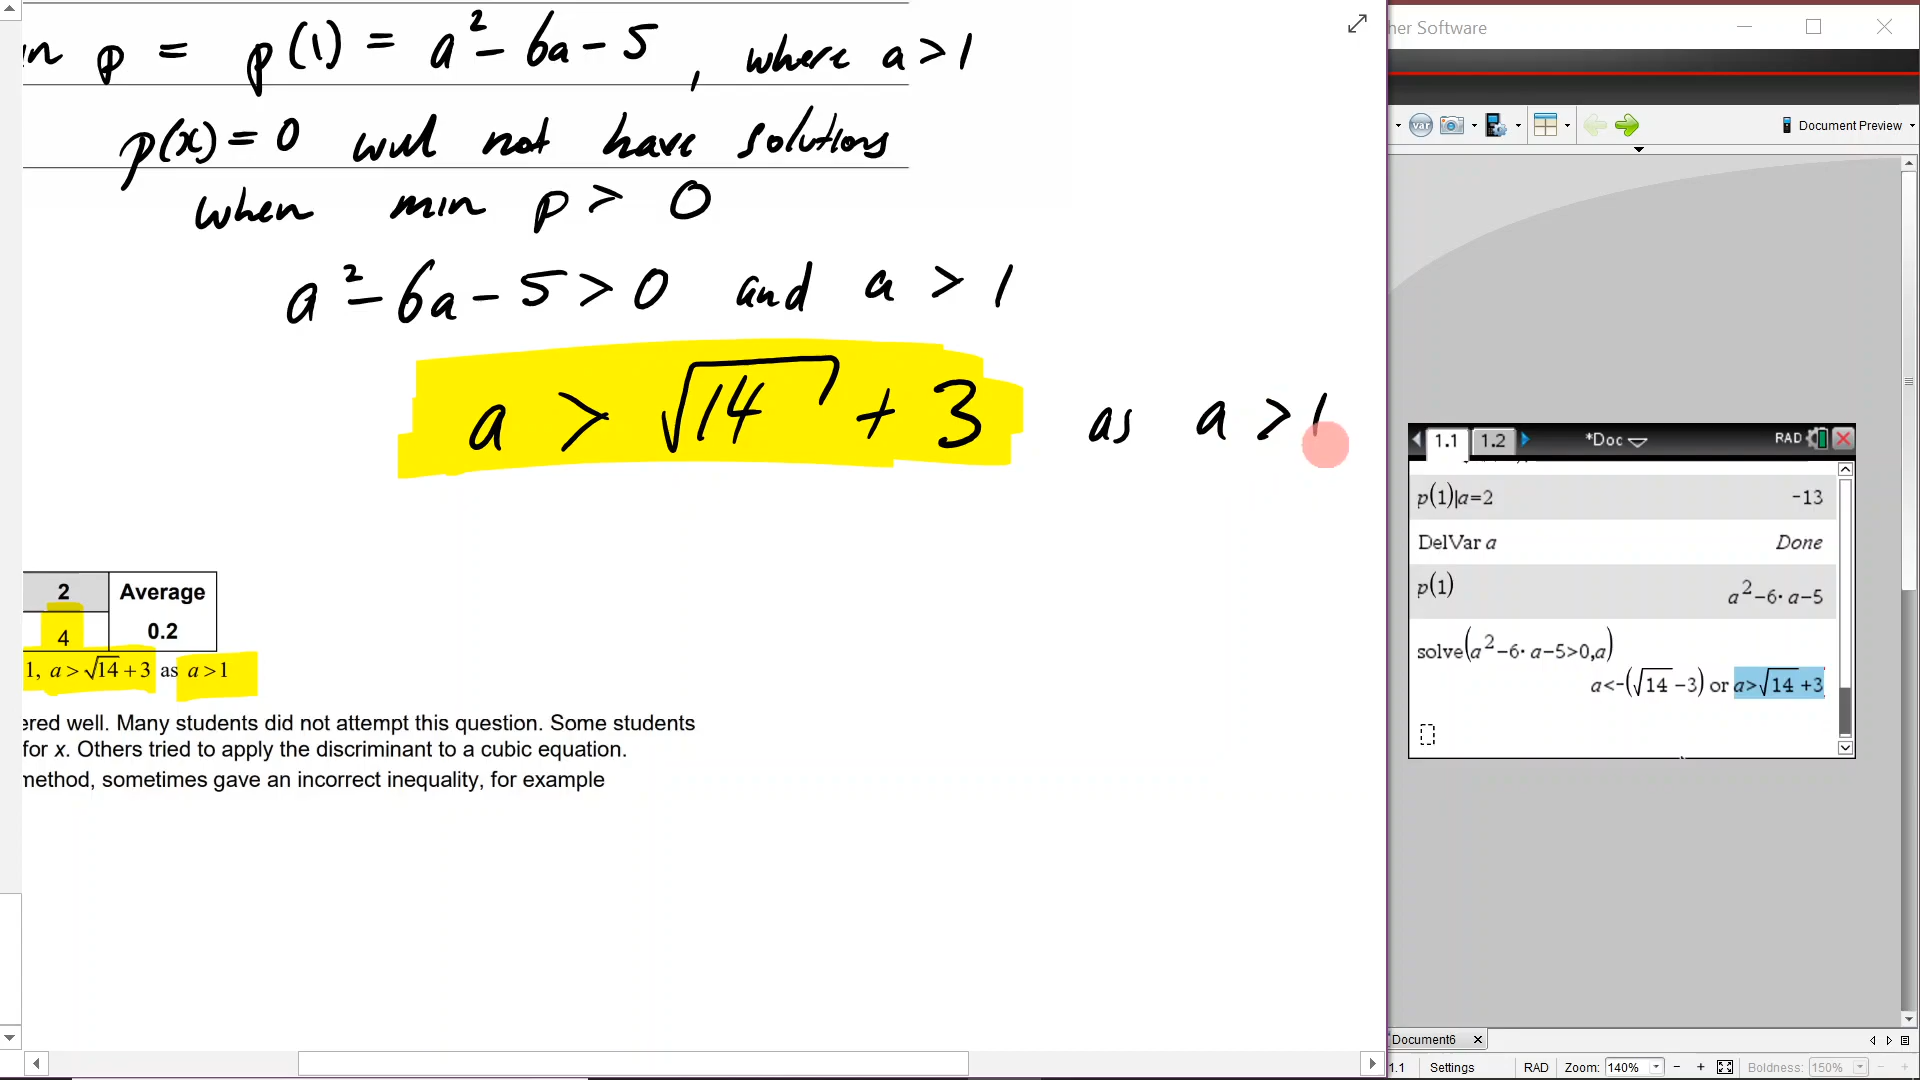 p = p(1) = a² - 6a - 5, where a > 1
p(x) = 0 will not have solutions
when min p > 0
a² - 6a - 5 > 0 and a > 1
a > √14 + 3 as a > 1
2 Average
4 0.2
1, a > √14 + 3 as a > 1
well. Many students did not attempt this question. Some students
for x. Others tried to apply the discriminant to a cubic equation.
method, sometimes gave an incorrect inequality, for example
Software
var
Document Preview
1.1 1.2 *Doc RAD
p(1)|a=2 -13
DelVar a Done
p(1) a²-6·a-5
solve(a²-6·a-5>0,a)
a<-(√14-3) or a>√14+3
Document6
1.1 Settings RAD Zoom: 140% Boldness: 150%